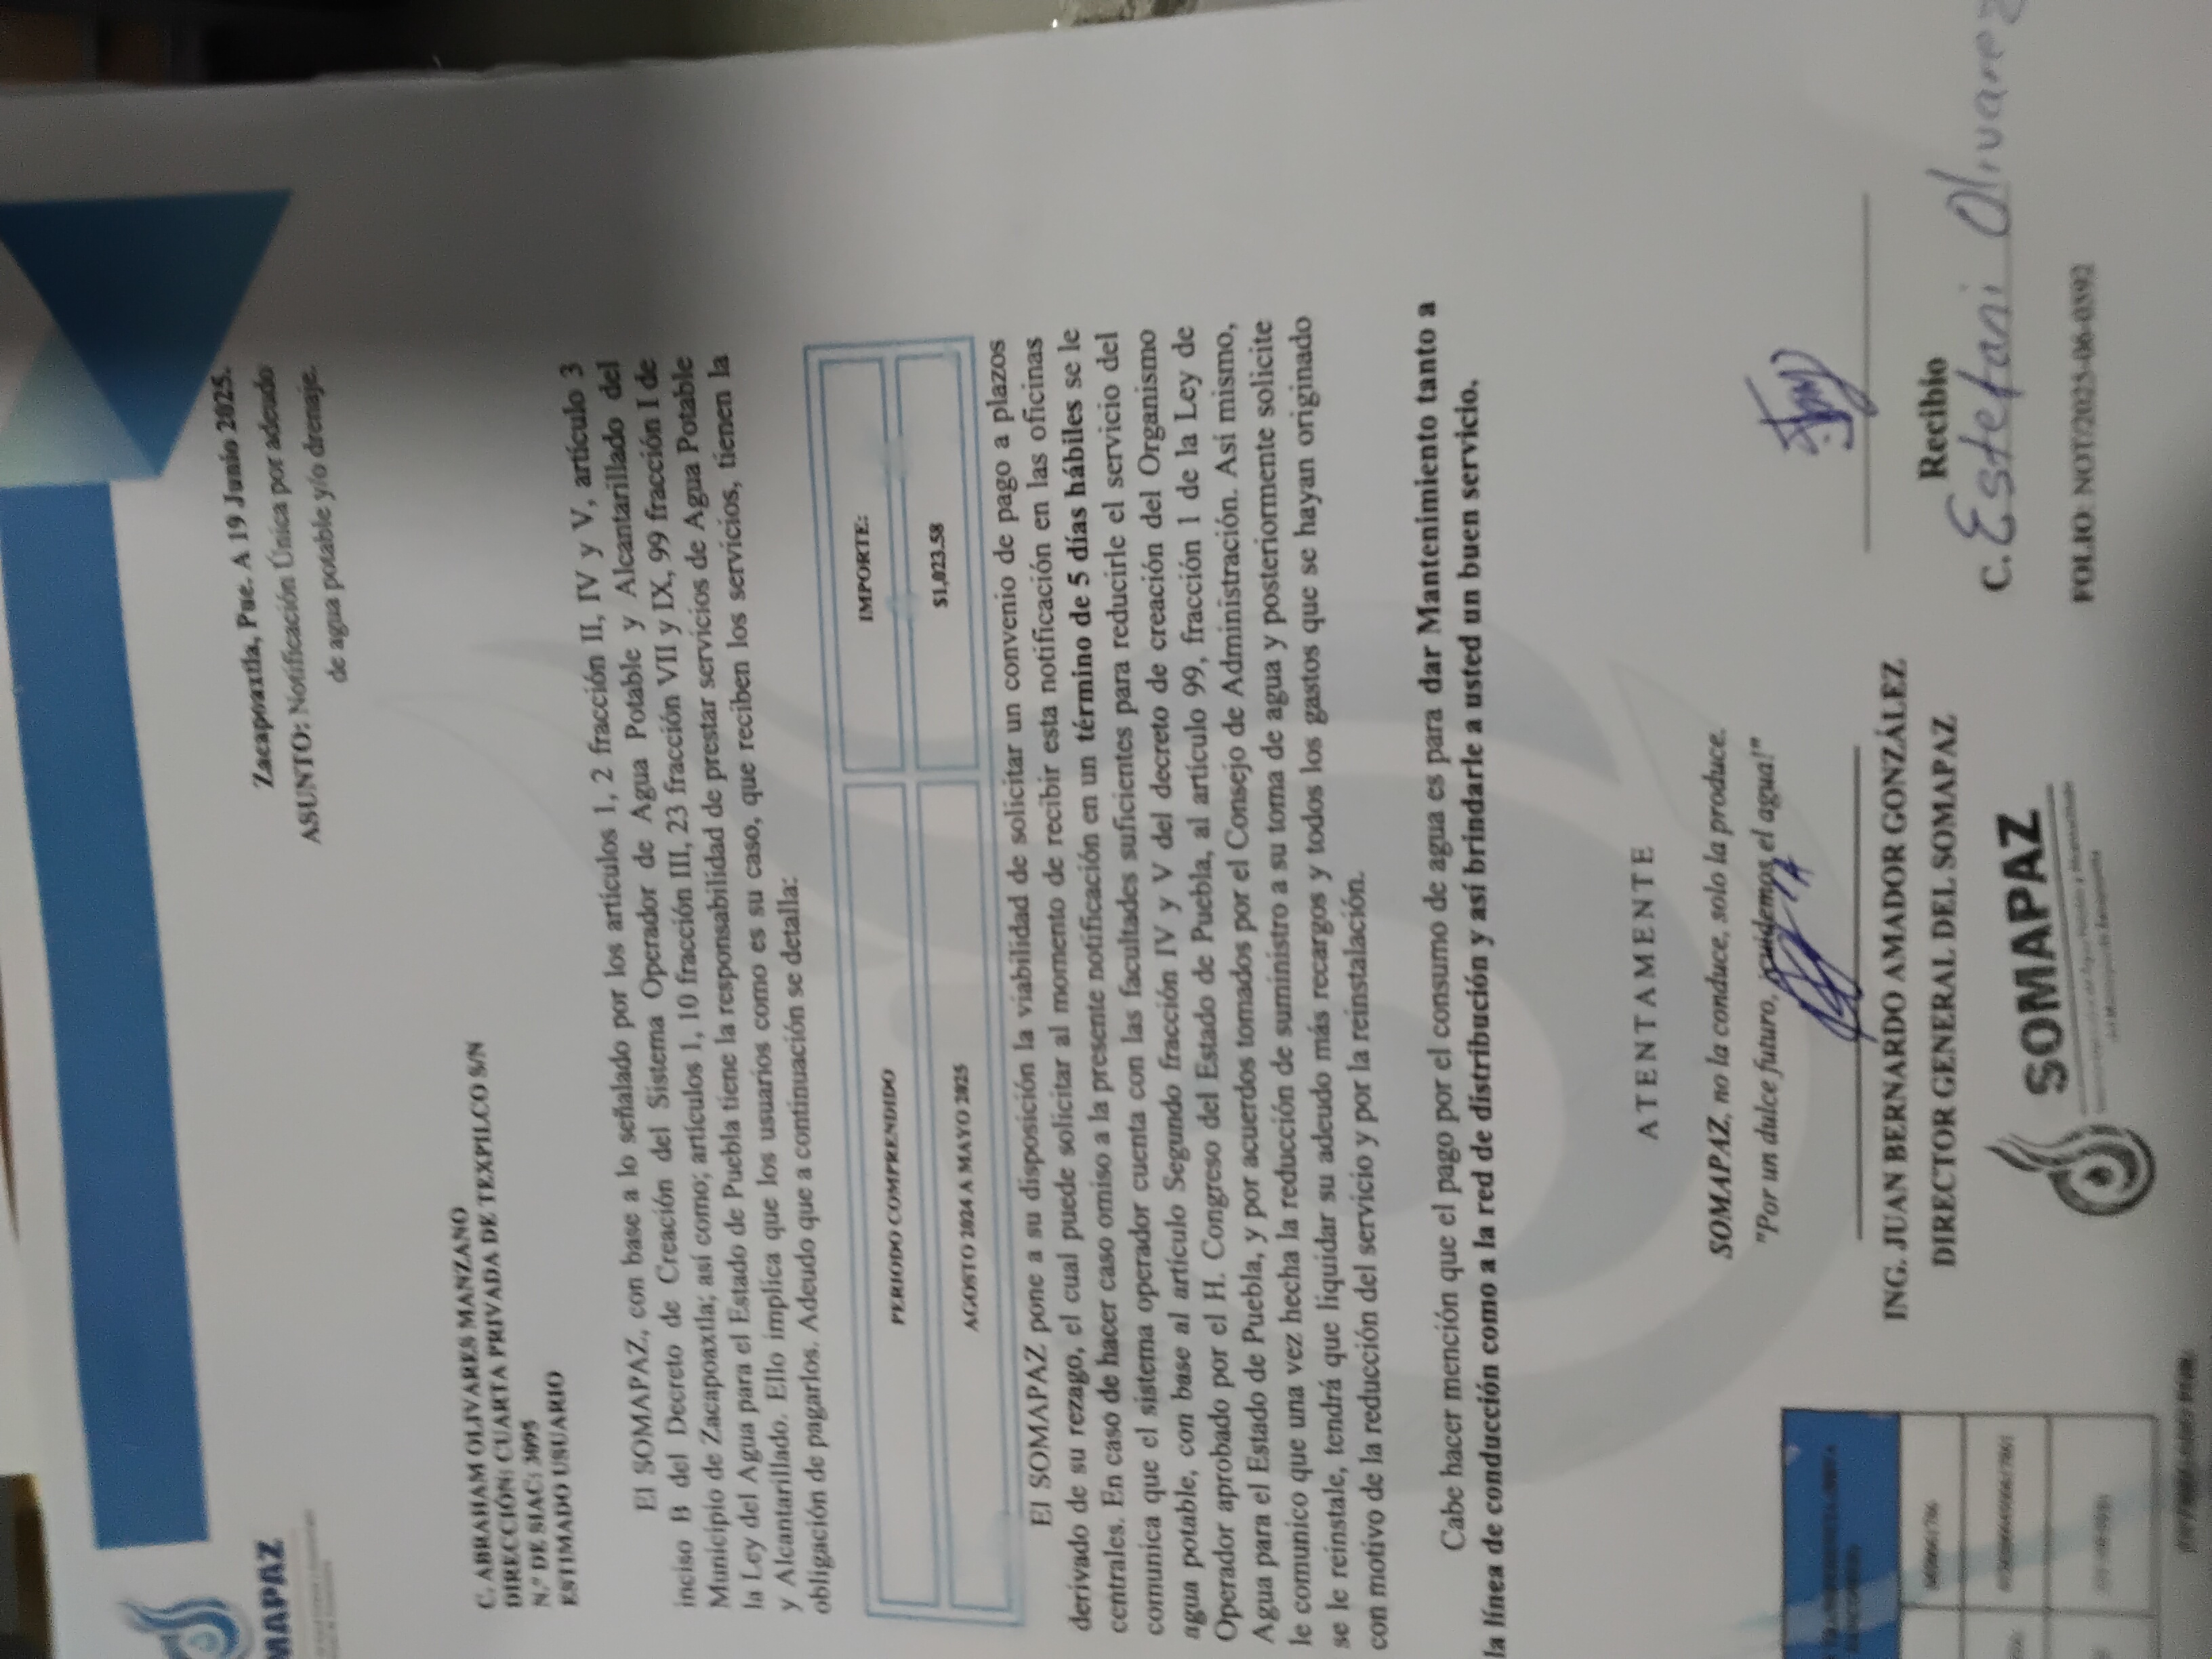 MAPAZ
Zacapoaxtla, Pue. A 19 Junio 2025.
ASUNTO: Notificación Única por adeudo
de agua potable y/o drenaje.
C. ABRAHAM OLIVARES MANZANO
DIRECCIÓN: CUARTA PRIVADA DE TEXPILCO S/N
N.º DE SIAC: 3095
ESTIMADO USUARIO
El SOMAPAZ, con base a lo señalado por los artículos 1, 2 fracción II, IV y V, artículo 3
inciso B del Decreto de Creación del Sistema Operador de Agua Potable y Alcantarillado del
Municipio de Zacapoaxtla; así como; artículos 1, 10 fracción III, 23 fracción VII y IX, 99 fracción I de
la Ley del Agua para el Estado de Puebla tiene la responsabilidad de prestar servicios de Agua Potable
y Alcantarillado. Ello implica que los usuarios como es su caso, que reciben los servicios, tienen la
obligación de pagarlos. Adeudo que a continuación se detalla:
PERIODO COMPRENDIDO IMPORTE:
AGOSTO 2024 A MAYO 2025 $1,023.58
El SOMAPAZ pone a su disposición la viabilidad de solicitar un convenio de pago a plazos
derivado de su rezago, el cual puede solicitar al momento de recibir esta notificación en las oficinas
centrales. En caso de hacer caso omiso a la presente notificación en un término de 5 días hábiles se le
comunica que el sistema operador cuenta con las facultades suficientes para reducirle el servicio del
agua potable, con base al artículo Segundo fracción IV y V del decreto de creación del Organismo
Operador aprobado por el H. Congreso del Estado de Puebla, al artículo 99, fracción 1 de la Ley de
Agua para el Estado de Puebla, y por acuerdos tomados por el Consejo de Administración. Así mismo,
le comunico que una vez hecha la reducción de suministro a su toma de agua y posteriormente solicite
se le reinstale, tendrá que liquidar su adeudo más recargos y todos los gastos que se hayan originado
con motivo de la reducción del servicio y por la reinstalación.
Cabe hacer mención que el pago por el consumo de agua es para dar Mantenimiento tanto a
la línea de conducción como a la red de distribución y así brindarle a usted un buen servicio.
ATENTAMENTE
SOMAPAZ, no la conduce, solo la produce.
"Por un dulce futuro, ¡cuidemos el agua!"
ING. JUAN BERNARDO AMADOR GONZÁLEZ
DIRECTOR GENERAL DEL SOMAPAZ
SOMAPAZ
Recibio
C. Estefani Olivarez
FOLIO: NOT/2025-06-0392